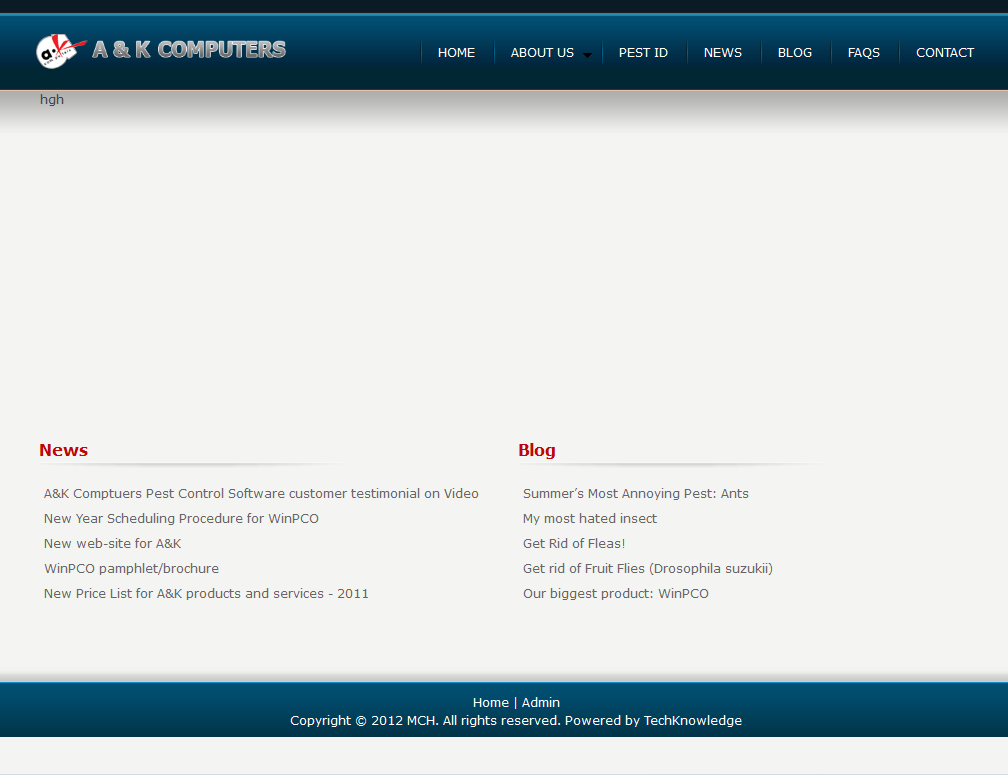 A & K COMPUTERS
HOME ABOUT US PEST ID NEWS BLOG FAQS CONTACT
hgh
News
A&K Comptuers Pest Control Software customer testimonial on Video
New Year Scheduling Procedure for WinPCO
New web-site for A&K
WinPCO pamphlet/brochure
New Price List for A&K products and services - 2011
Blog
Summer’s Most Annoying Pest: Ants
My most hated insect
Get Rid of Fleas!
Get rid of Fruit Flies (Drosophila suzukii)
Our biggest product: WinPCO
Home | Admin
Copyright © 2012 MCH. All rights reserved. Powered by TechKnowledge